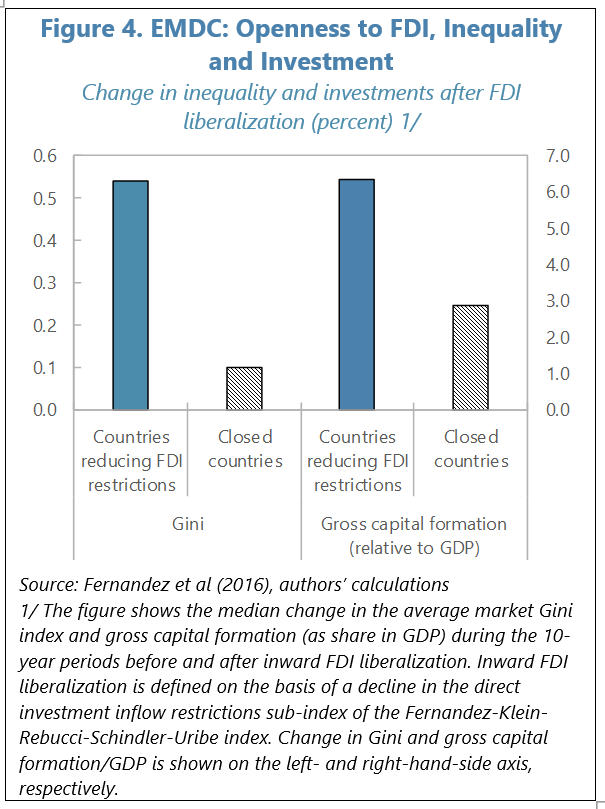 Figure 4. EMDC: Openness to FDI, Inequality
and Investment
Change in inequality and investments after FDI
liberalization (percent) 1/
0.6
0.5
0.4
0.3
0.2
0.1
0.0
7.0
6.0
5.0
4.0
3.0
2.0
1.0
0.0
Countries
reducing FDI
restrictions
Closed
countries
Countries
reducing FDI
restrictions
Closed
countries
Gini
Gross capital formation
(relative to GDP)
Source: Fernandez et al (2016), authors’ calculations
1/ The figure shows the median change in the average market Gini
index and gross capital formation (as share in GDP) during the 10-
year periods before and after inward FDI liberalization. Inward FDI
liberalization is defined on the basis of a decline in the direct
investment inflow restrictions sub-index of the Fernandez-Klein-
Rebucci-Schindler-Uribe index. Change in Gini and gross capital
formation/GDP is shown on the left- and right-hand-side axis,
respectively.